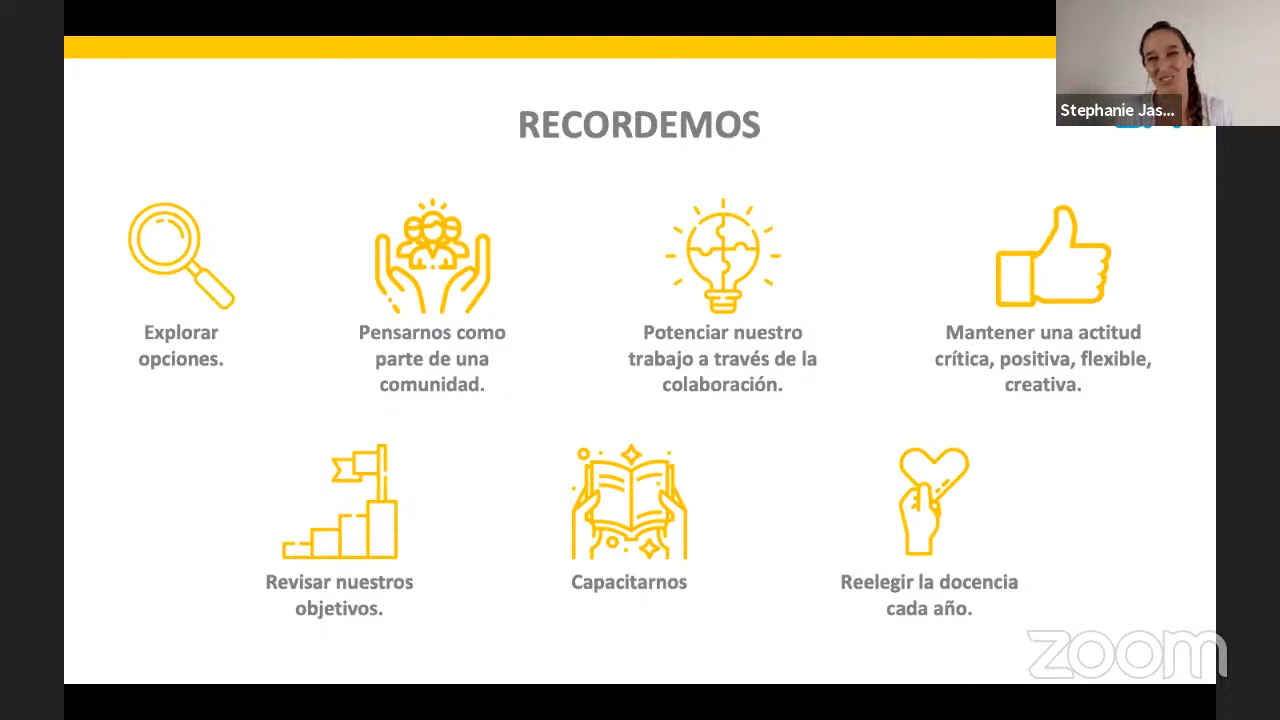 Stephanie Jas...
RECORDEMOS
Explorar
opciones.
Pensarnos como
parte de una
comunidad.
Potenciar nuestro
trabajo a través de la
colaboración.
Mantener una actitud
crítica, positiva, flexible,
creativa.
Revisar nuestros
objetivos.
Capacitarnos
Reelegir la docencia
cada año.
zoom